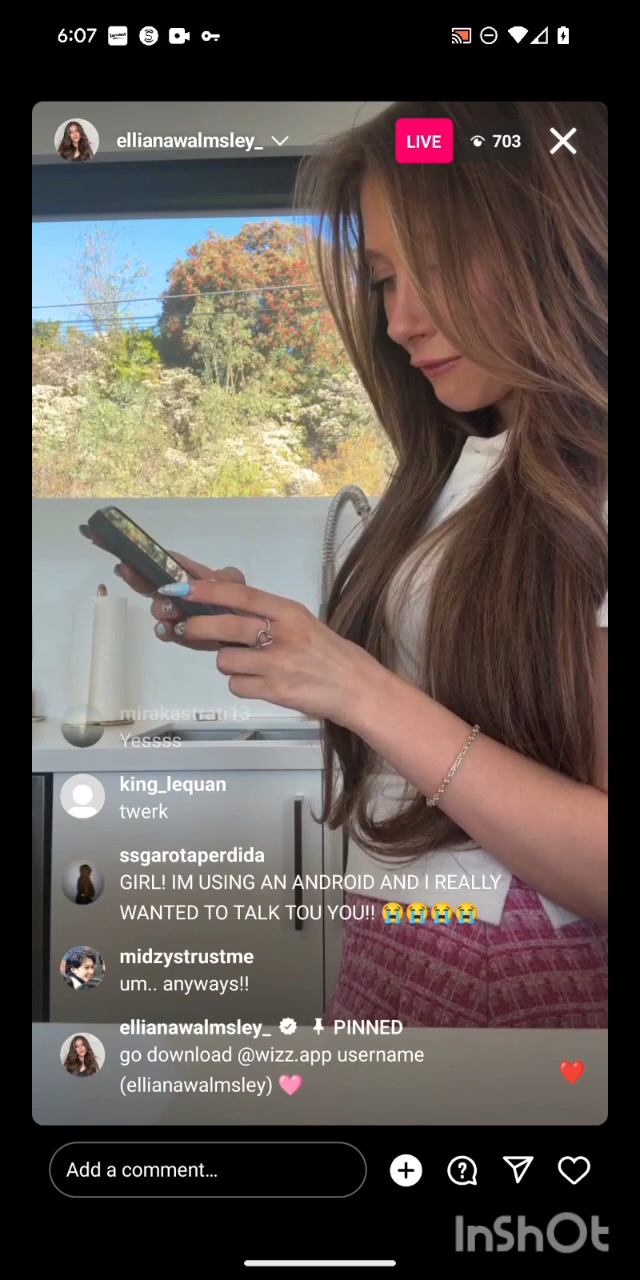 6:07
ellianawalmsley_
LIVE
703
mirakastrati13
Yessss
king_lequan
twerk
ssgarotaperdida
GIRL! IM USING AN ANDROID AND I REALLY
WANTED TO TALK TOU YOU!! 😭😭😭😭
midzystrustme
um.. anyways!!
ellianawalmsley_ PINNED
go download @wizz.app username
(ellianawalmsley) 🩷
Add a comment...
InShOt